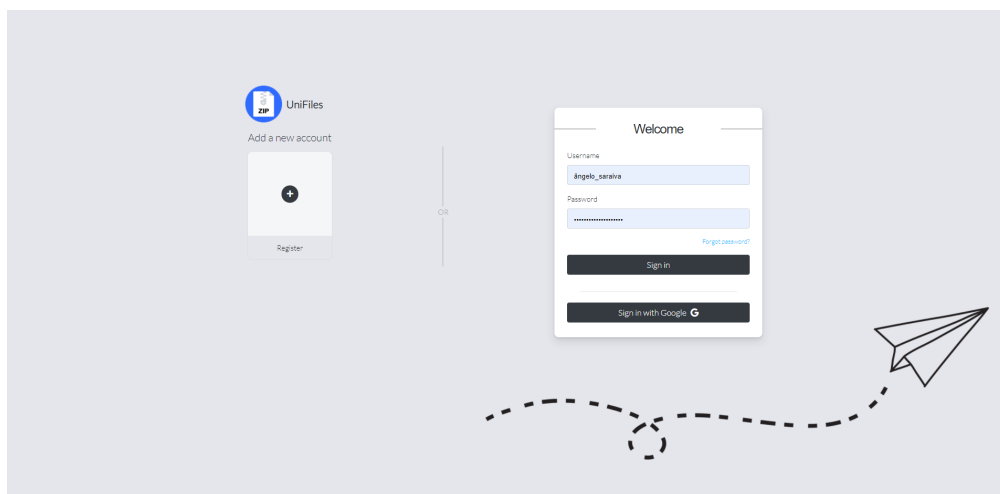 ZIP
UniFiles
Add a new account
Register
OR
Welcome
Username
ângelo_saraiva
Password
Forgot password?
Sign in
Sign in with Google G